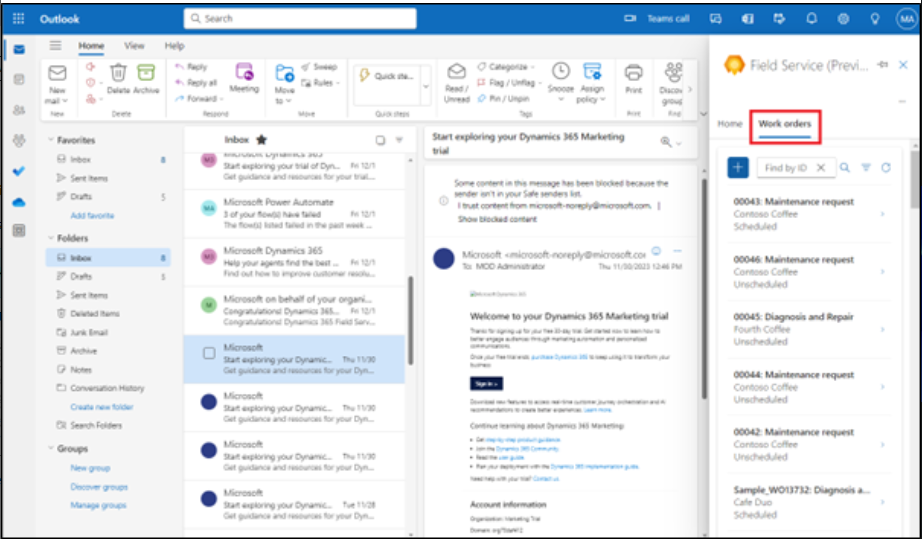 Outlook
Search
Teams call
MA
Home View Help
New mail
Delete Archive
Reply
Reply all
Forward
Meeting
Move to
Sweep
Rules
Quick ste...
Read / Unread
Categorize
Flag / Unflag
Pin / Unpin
Snooze
Assign policy
Print
Discov
group
New
Delete
Respond
Move
Quick steps
Tags
Print
Find
Favorites
Inbox 8
Sent Items
Drafts 5
Add favorite
Folders
Inbox 8
Drafts 5
Sent Items
Deleted Items
Junk Email
Archive
Notes
Conversation History
Create new folder
Search Folders
Groups
New group
Discover groups
Manage groups
Inbox
MD
Microsoft Dynamics 365
Start exploring your trial of Dyn... Fri 12/1
Get guidance and resources for your trial....
MA
Microsoft Power Automate
3 of your flow(s) have failed Fri 12/1
The flow(s) listed failed in the past week ...
MD
Microsoft Dynamics 365
Help your agents find the best ... Fri 12/1
Find out how to improve customer resolu...
M
Microsoft on behalf of your organi...
Congratulations! Dynamics 365... Fri 12/1
Congratulations! Dynamics 365 Field Serv...
Microsoft
Start exploring your Dynamic... Thu 11/30
Get guidance and resources for your Dyn...
Microsoft
Start exploring your Dynamic... Thu 11/30
Get guidance and resources for your Dyn...
Microsoft
Start exploring your Dynamic... Thu 11/30
Get guidance and resources for your Dyn...
Microsoft
Start exploring your Dynamic... Tue 11/28
Get guidance and resources for your Dyn...
Start exploring your Dynamics 365 Marketing
trial
Some content in this message has been blocked because the
sender isn't in your Safe senders list.
I trust content from microsoft-noreply@microsoft.com. |
Show blocked content
Microsoft <microsoft-noreply@microsoft.co
To: MOD Administrator Thu 11/30/2023 12:46 PM
Microsoft Dynamics 365
Welcome to your Dynamics 365 Marketing trial
Thanks for signing up for your free 30-day trial. Get started now to learn how to
better engage audiences through marketing automation and personalized
communications.
Once your free trial ends, purchase Dynamics 365 to keep using it to transform your
business.
Sign in >
Download new features to access real-time customer journey orchestration and AI
recommendations to create better experiences. Learn more.
Continue learning about Dynamics 365 Marketing:
• Get step-by-step product guidance.
• Join the Dynamics 365 Community.
• Read the user guide.
• Plan your deployment with the Dynamics 365 implementation guide.
Need help with your trial? Contact us.
Account information
Organization: Marketing Trial
Field Service (Previ...
Home Work orders
Find by ID
00043: Maintenance request
Contoso Coffee
Scheduled
00046: Maintenance request
Contoso Coffee
Unscheduled
00045: Diagnosis and Repair
Fourth Coffee
Unscheduled
00044: Maintenance request
Contoso Coffee
Unscheduled
00042: Maintenance request
Contoso Coffee
Unscheduled
Sample_WO13732: Diagnosis a...
Cafe Duo
Scheduled